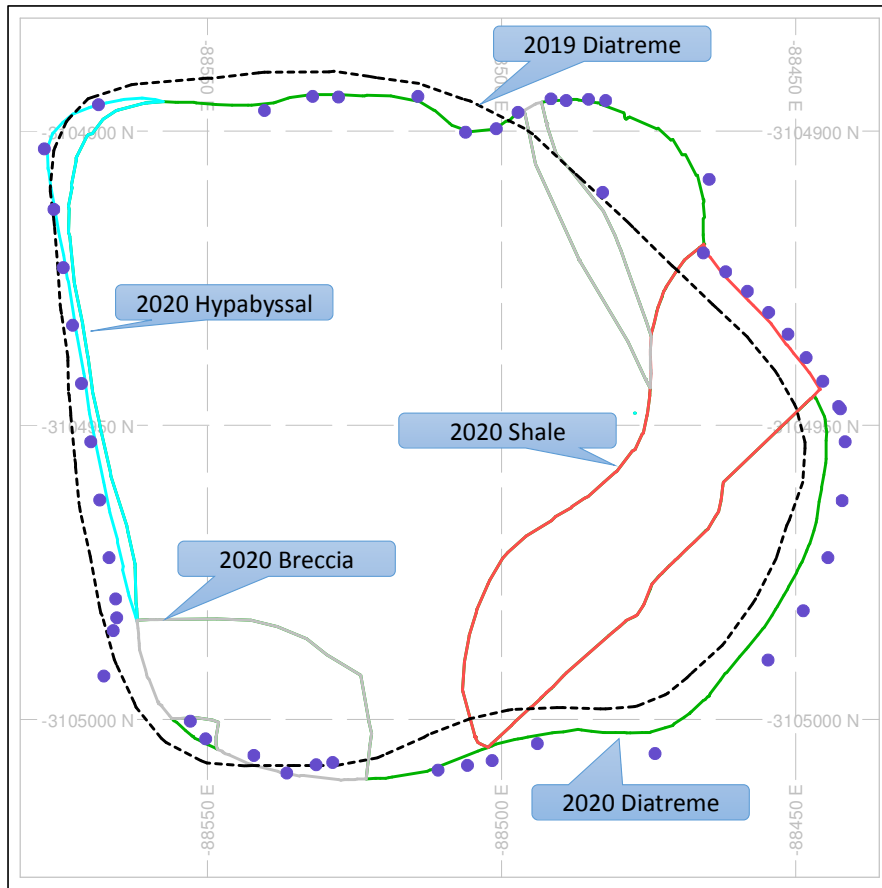 2019 Diatreme
-88550 E
-88500 E
-88450 E
-3104900 N
-3104900 N
2020 Hypabyssal
2020 Shale
-3104950 N
-3104950 N
2020 Breccia
-3105000 N
-3105000 N
2020 Diatreme
-88550 E
-88500 E
-88450 E